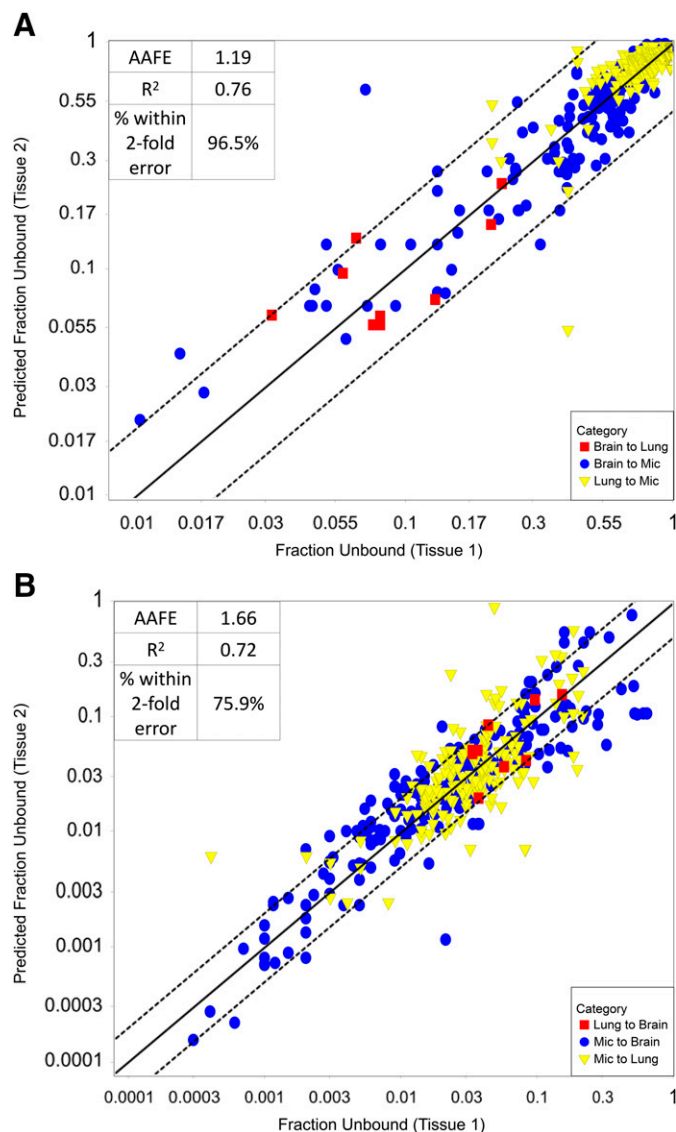 A
AAFE 1.19
R² 0.76
% within
2-fold
error
96.5%
Predicted Fraction Unbound (Tissue 2)
1
0.55
0.3
0.17
0.1
0.055
0.03
0.017
0.01
Category
Brain to Lung
Brain to Mic
Lung to Mic
0.01 0.017 0.03 0.055 0.1 0.17 0.3 0.55 1
Fraction Unbound (Tissue 1)
B
AAFE 1.66
R² 0.72
% within
2-fold
error
75.9%
Predicted Fraction Unbound (Tissue 2)
1
0.3
0.1
0.03
0.01
0.003
0.001
0.0003
0.0001
Category
Lung to Brain
Mic to Brain
Mic to Lung
0.0001 0.0003 0.001 0.003 0.01 0.03 0.1 0.3 1
Fraction Unbound (Tissue 1)